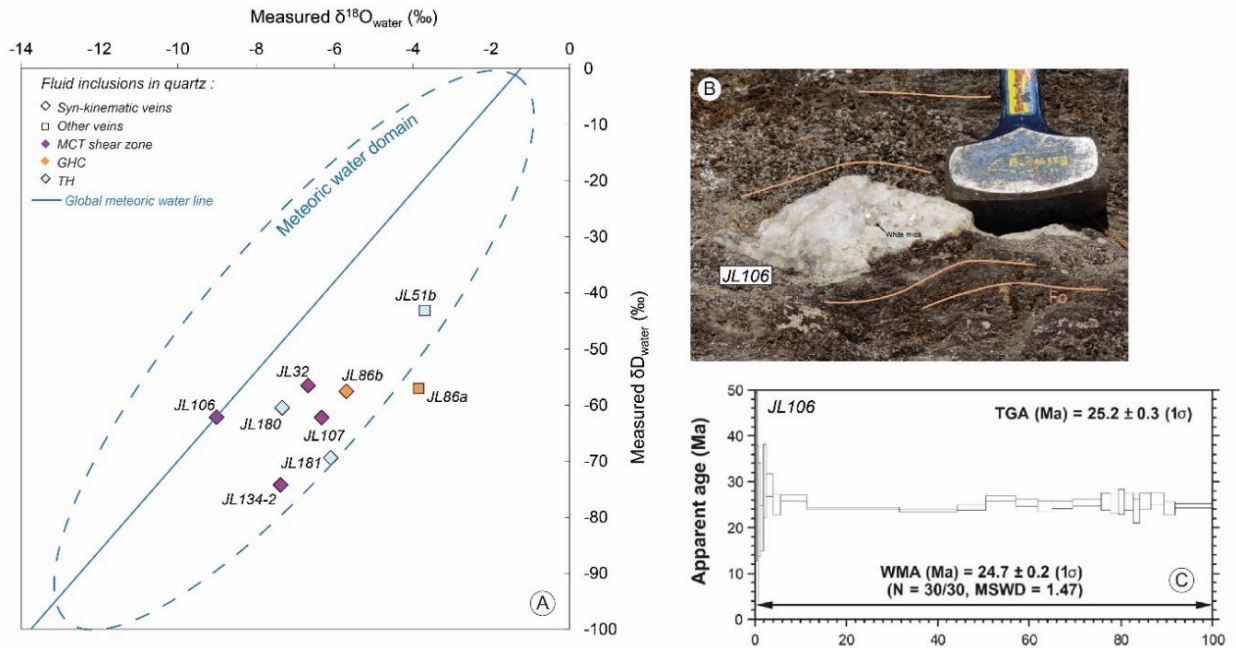 Measured δ¹⁸Owater (‰)
-14 -12 -10 -8 -6 -4 -2 0
Fluid inclusions in quartz :
Syn-kinematic veins
Other veins
MCT shear zone
GHC
TH
Global meteoric water line
Meteoric water domain
0
-10
-20
-30
-40
-50
-60
-70
-80
-90
-100
Measured δDwater (‰)
JL51b
JL32
JL86b
JL86a
JL106
JL180
JL107
JL181
JL134-2
A
B
White mica
JL106
Fo
JL106
TGA (Ma) = 25.2 ± 0.3 (1σ)
Apparent age (Ma)
50
40
30
20
10
0
WMA (Ma) = 24.7 ± 0.2 (1σ)
(N = 30/30, MSWD = 1.47)
C
0 20 40 60 80 100